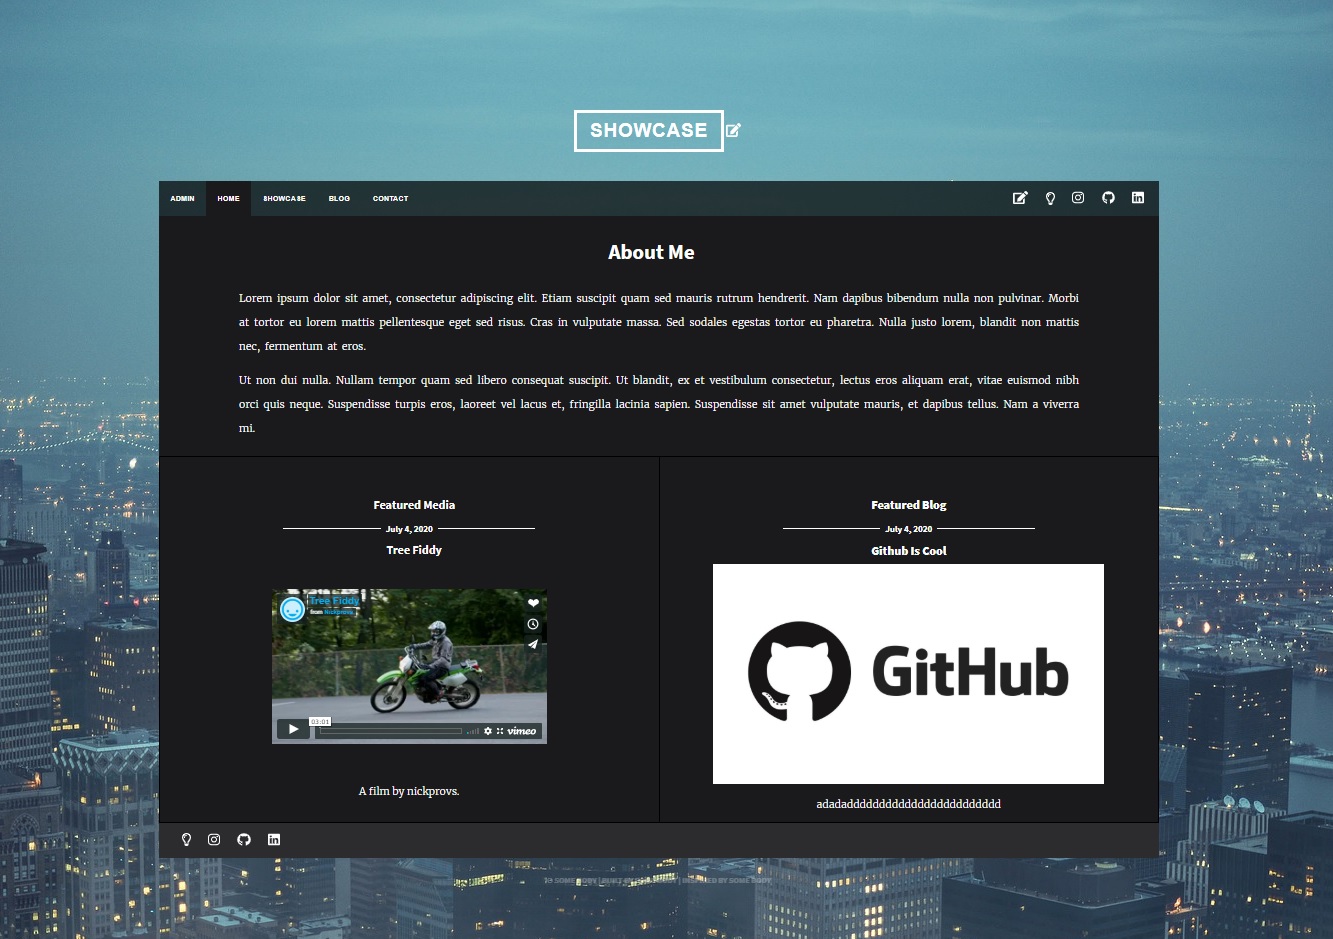 SHOWCASE
ADMIN HOME SHOWCASE BLOG CONTACT
About Me
Lorem ipsum dolor sit amet, consectetur adipiscing elit. Etiam suscipit quam sed mauris rutrum hendrerit. Nam dapibus bibendum nulla non pulvinar. Morbi
at tortor eu lorem mattis pellentesque eget sed risus. Cras in vulputate massa. Sed sodales egestas tortor eu pharetra. Nulla justo lorem, blandit non mattis
nec, fermentum at eros.
Ut non dui nulla. Nullam tempor quam sed libero consequat suscipit. Ut blandit, ex et vestibulum consectetur, lectus eros aliquam erat, vitae euismod nibh
orci quis neque. Suspendisse turpis eros, laoreet vel lacus et, fringilla lacinia sapien. Suspendisse sit amet vulputate mauris, et dapibus tellus. Nam a viverra
mi.
Featured Media
July 4, 2020
Tree Fiddy
Tree Fiddy
from Nickprovs
03:01
vimeo
A film by nickprovs.
Featured Blog
July 4, 2020
Github Is Cool
GitHub
adadaddddddddddddddddddddddddd
| INSPIRED BY SOME BODY